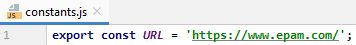 constants.js
1 export const URL = 'https://www.epam.com/';